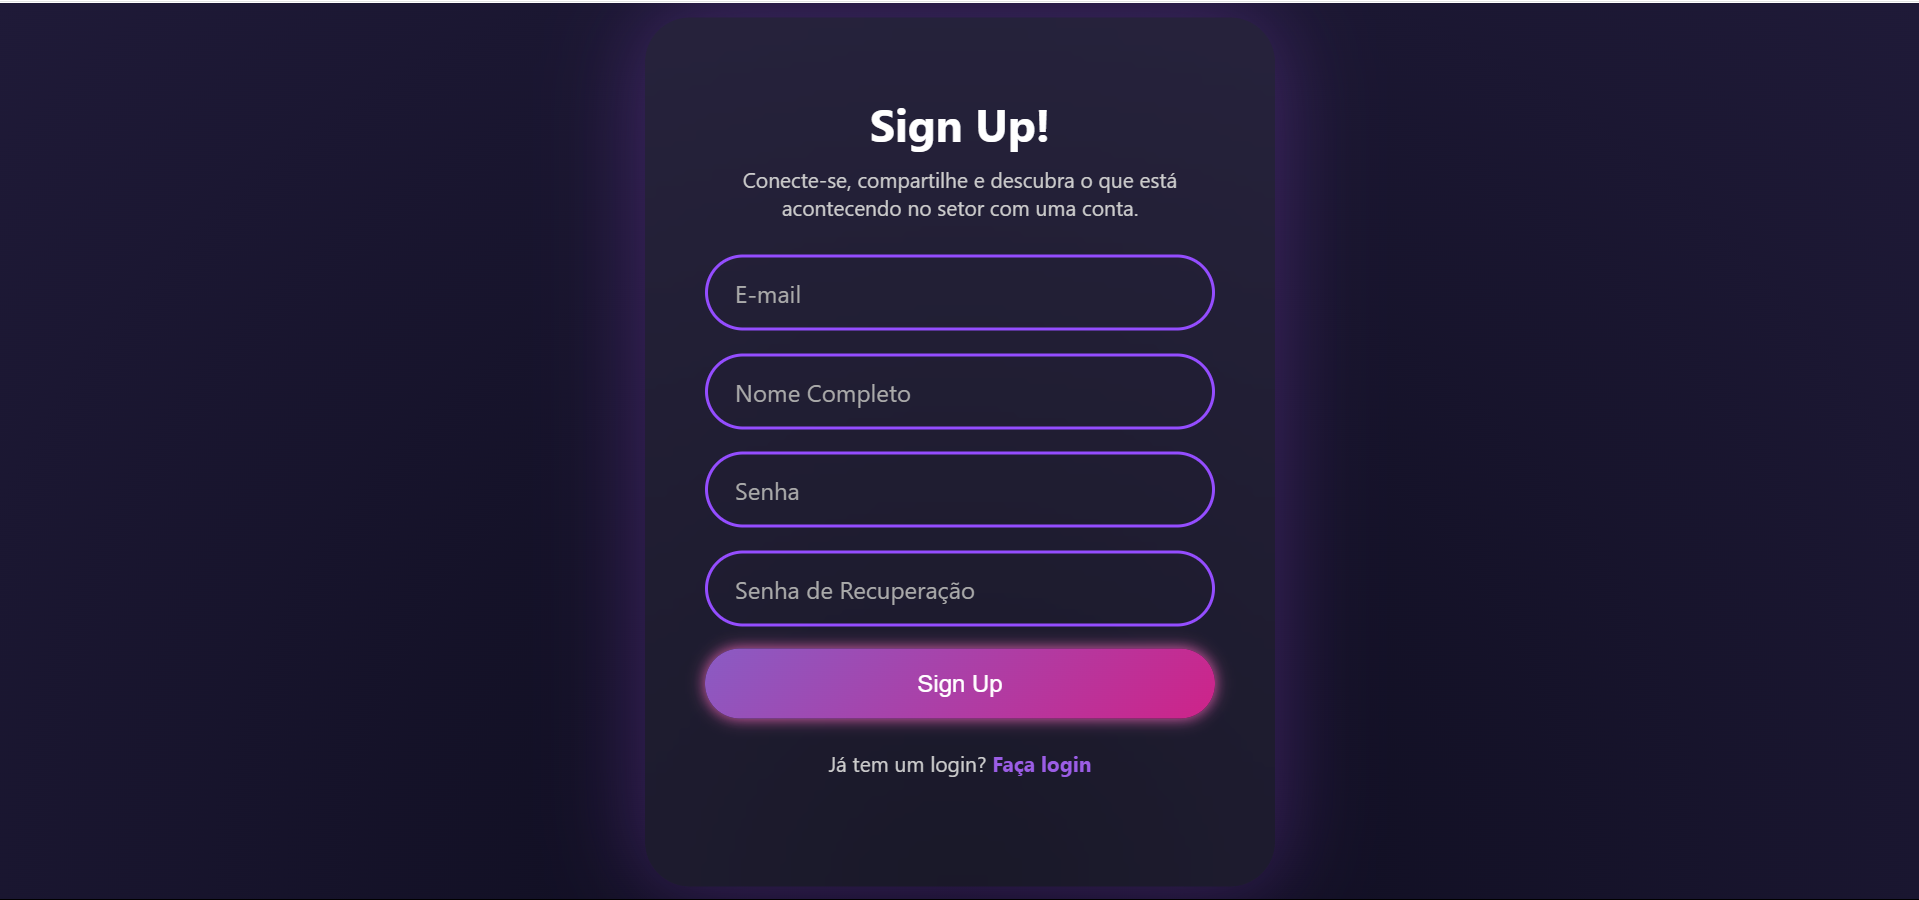 Sign Up!
Conecte-se, compartilhe e descubra o que está
acontecendo no setor com uma conta.
E-mail
Nome Completo
Senha
Senha de Recuperação
Sign Up
Já tem um login? Faça login